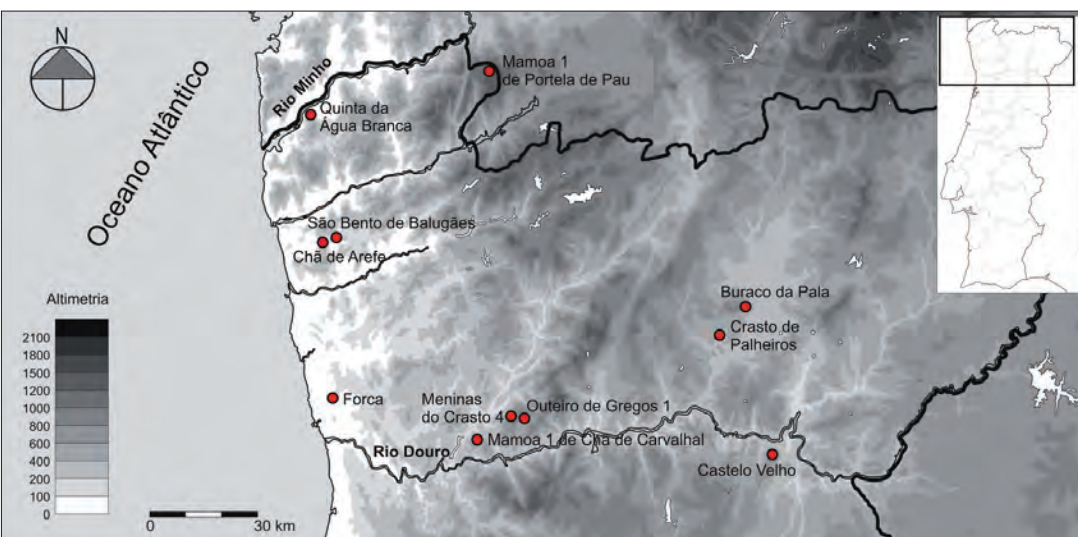 N
Oceano Atlântico
Rio Minho
Mamoa 1
de Portela de Pau
Quinta da
Água Branca
São Bento de Balugães
Chã de Arefe
Altimetria
2100
1800
1500
1200
1000
800
600
400
200
100
0
Buraco da Pala
Crasto de
Palheiros
Forca
Meninas
do Crasto 4
Outeiro de Gregos 1
Mamoa 1 de Chã de Carvalhal
Rio Douro
Castelo Velho
0
30 km